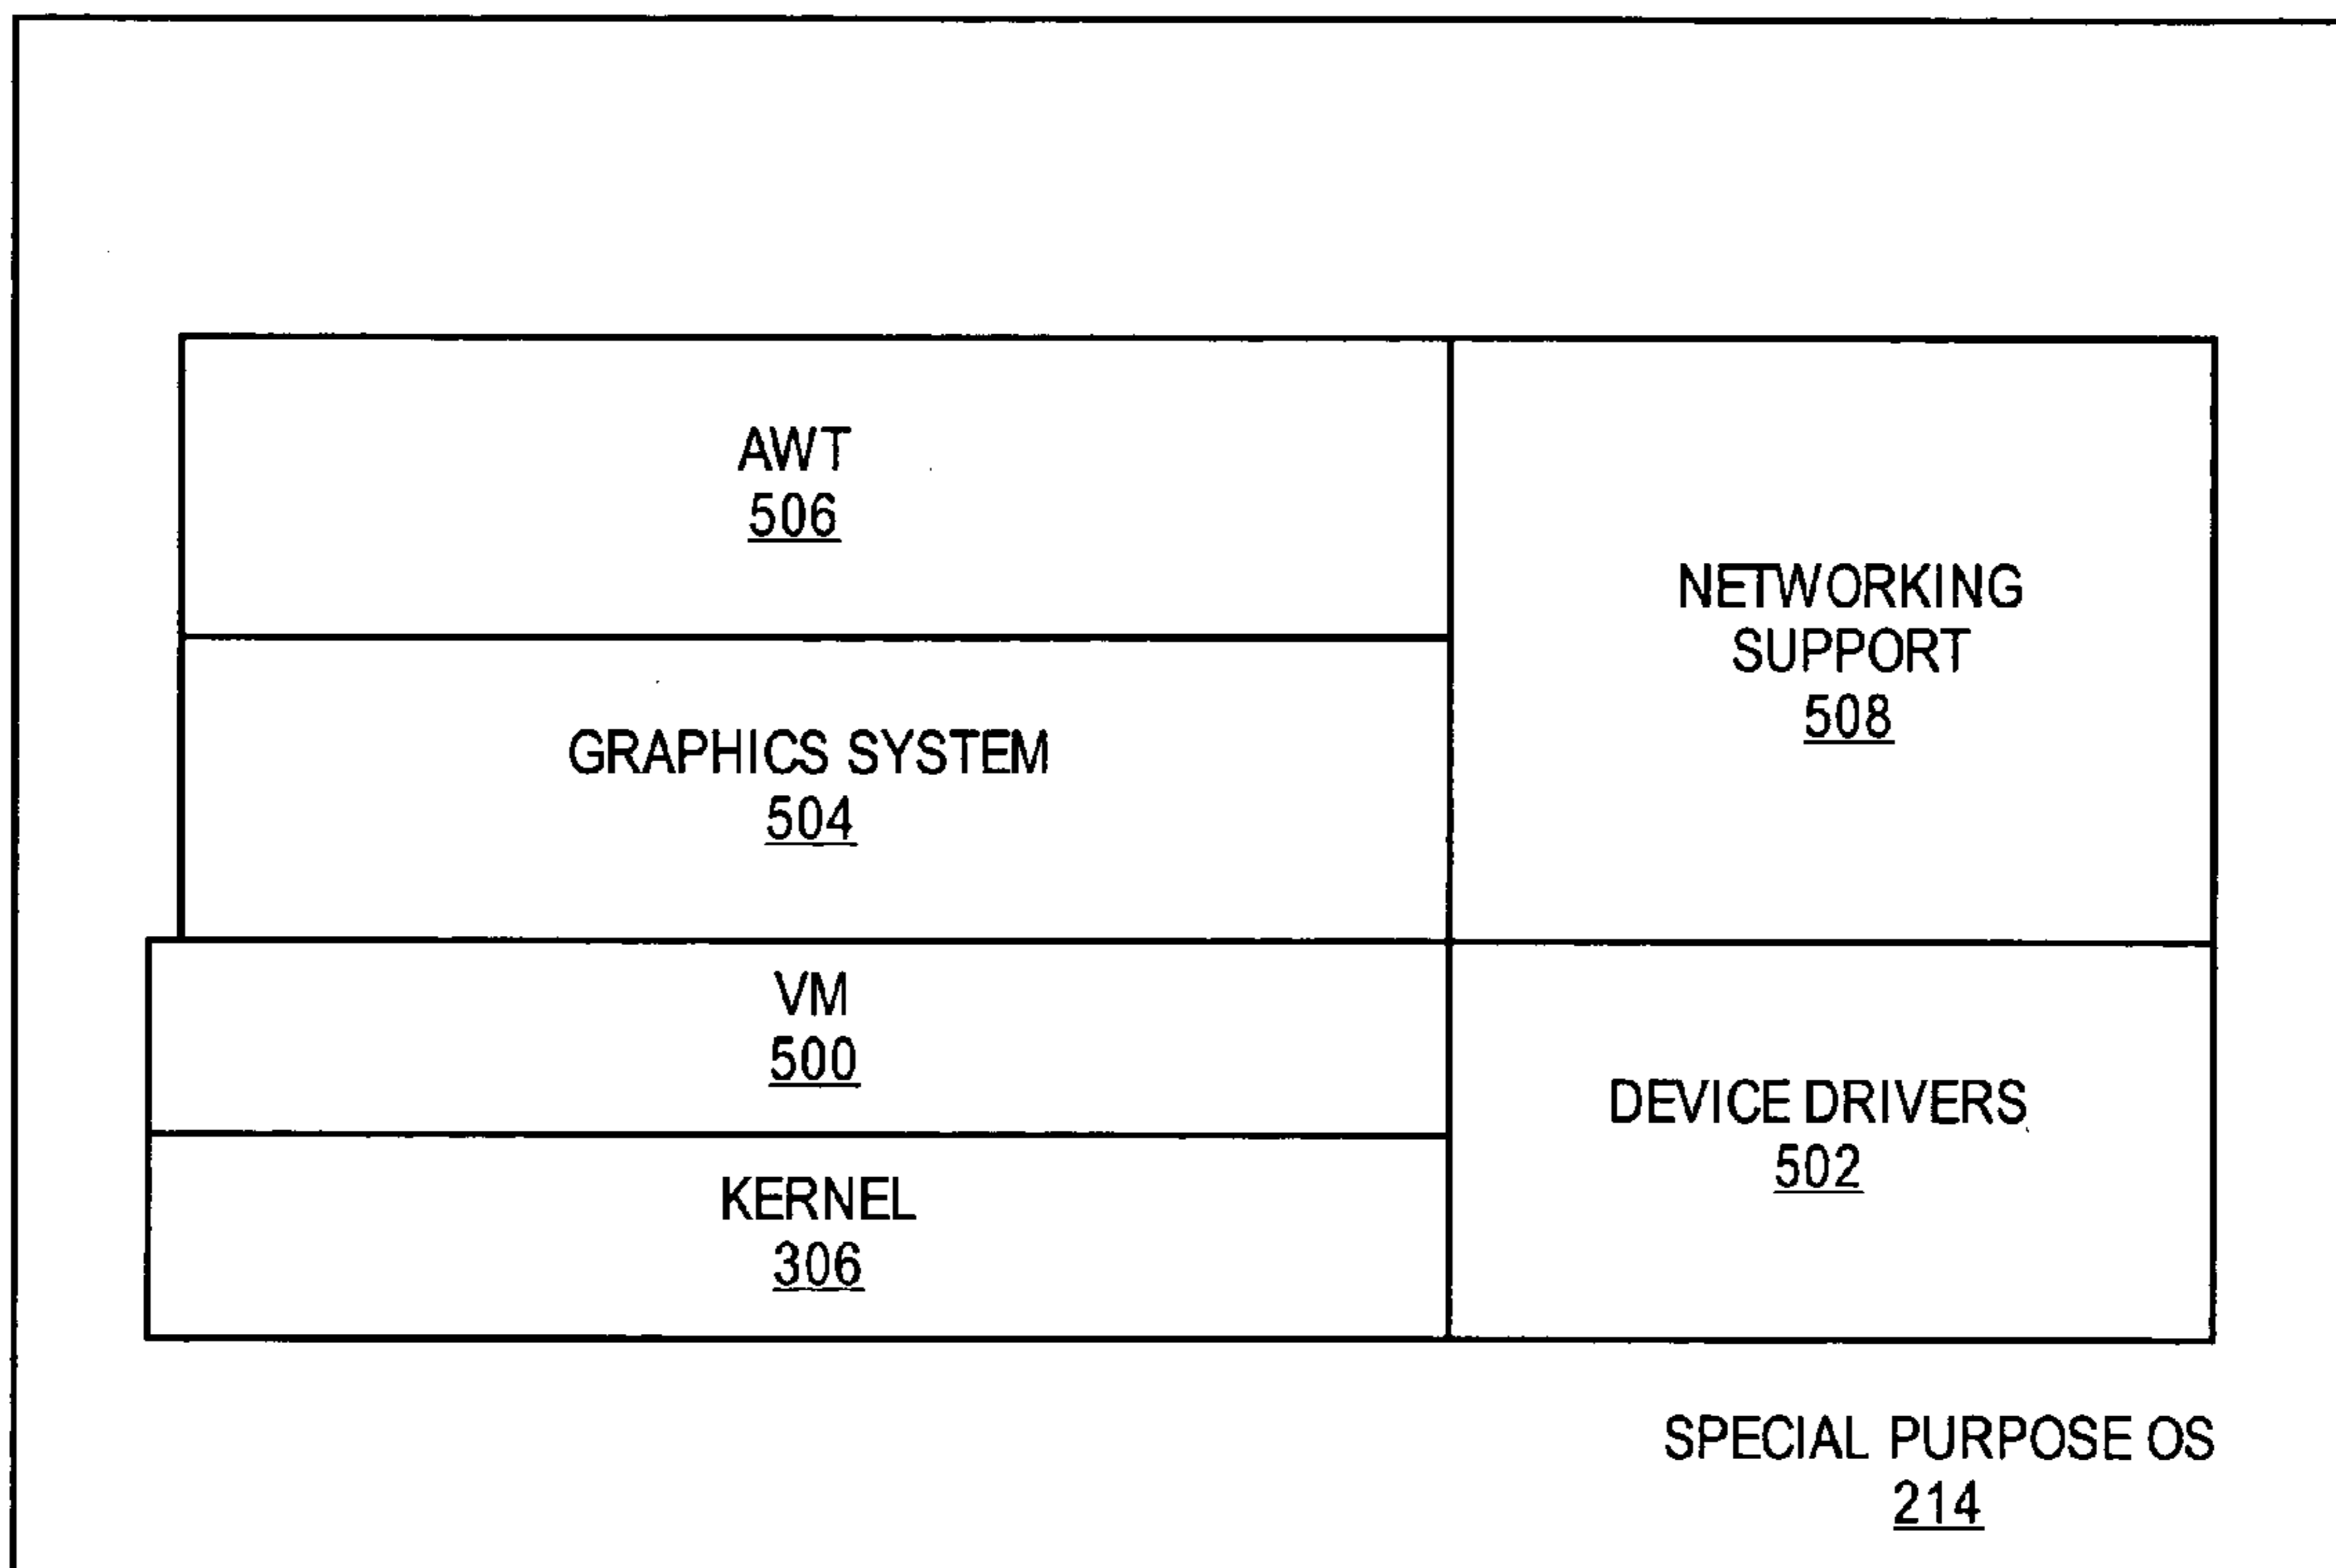 AWT
506
NETWORKING
SUPPORT
508
GRAPHICS SYSTEM
504
VM
500
DEVICE DRIVERS
502
KERNEL
306
SPECIAL PURPOSE OS
214